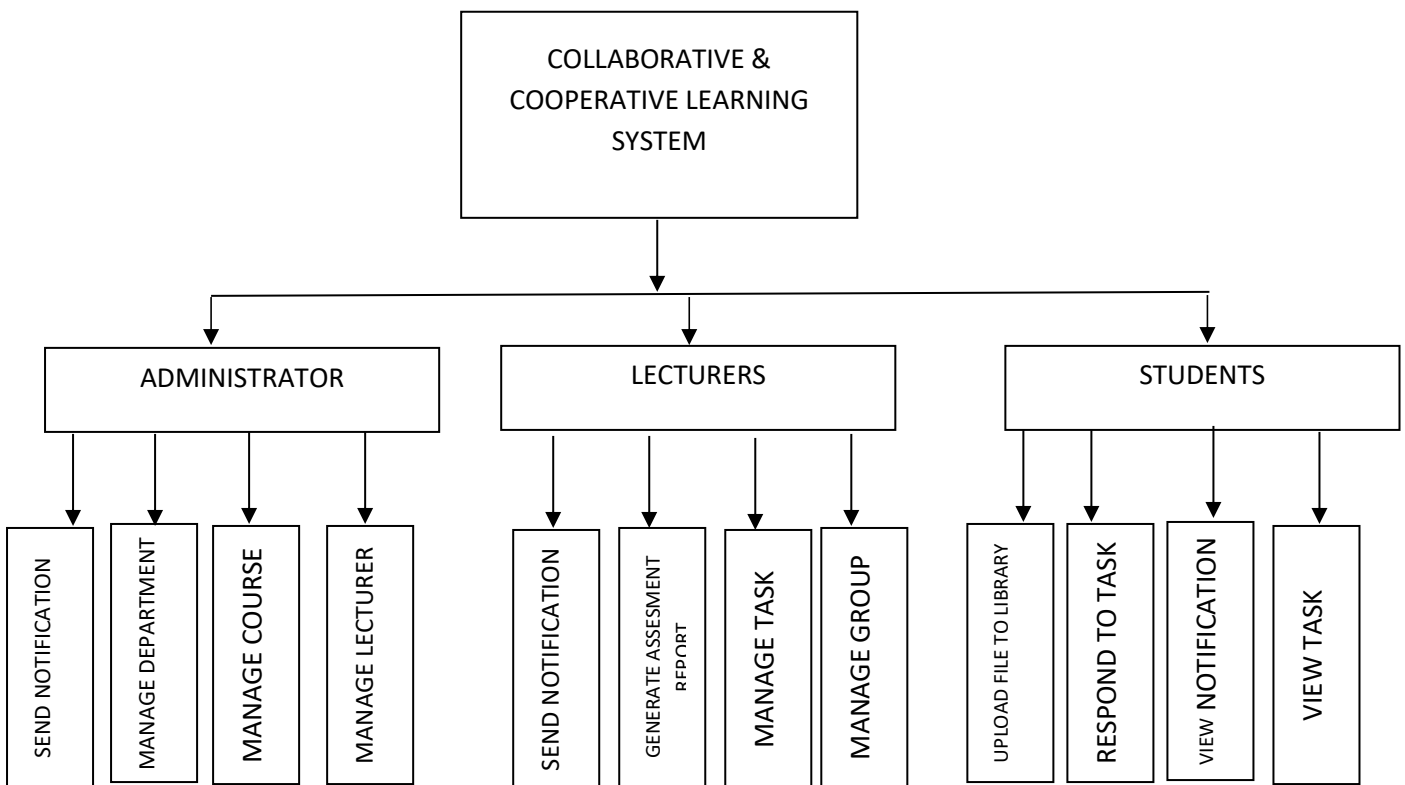 COLLABORATIVE &
COOPERATIVE LEARNING
SYSTEM
ADMINISTRATOR
LECTURERS
STUDENTS
SEND NOTIFICATION
MANAGE DEPARTMENT
MANAGE COURSE
MANAGE LECTURER
SEND NOTIFICATION
GENERATE ASSESMENT
REPORT
MANAGE TASK
MANAGE GROUP
UPLOAD FILE TO LIBRARY
RESPOND TO TASK
VIEW NOTIFICATION
VIEW TASK